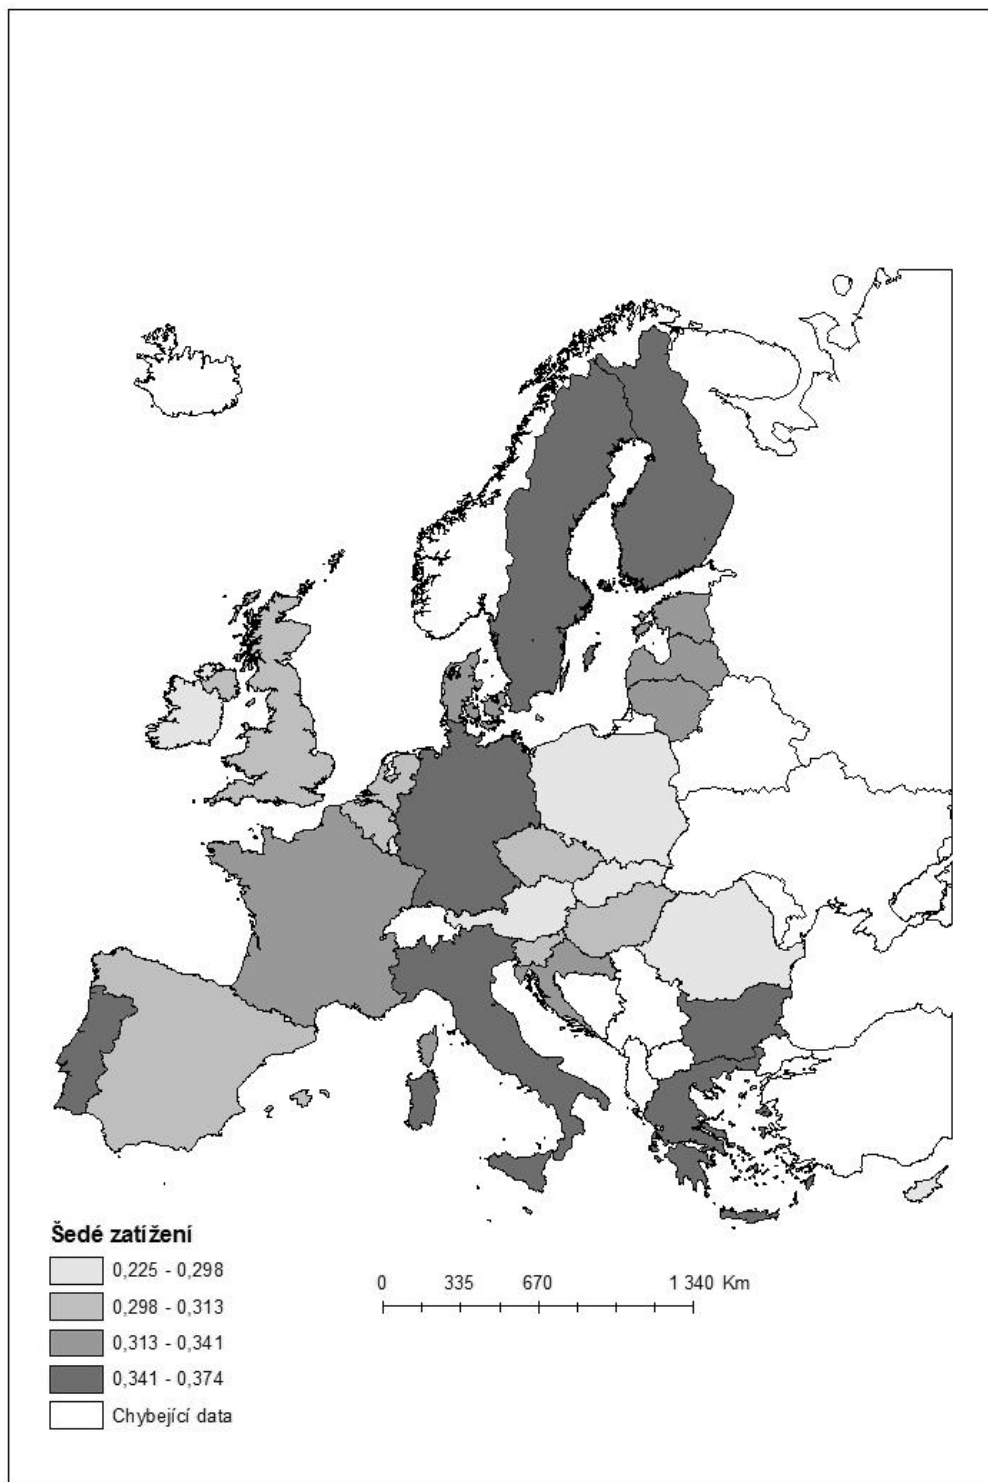 Šedé zatížení
0,225 - 0,298
0,298 - 0,313
0,313 - 0,341
0,341 - 0,374
Chybející data
0 335 670 1 340 Km